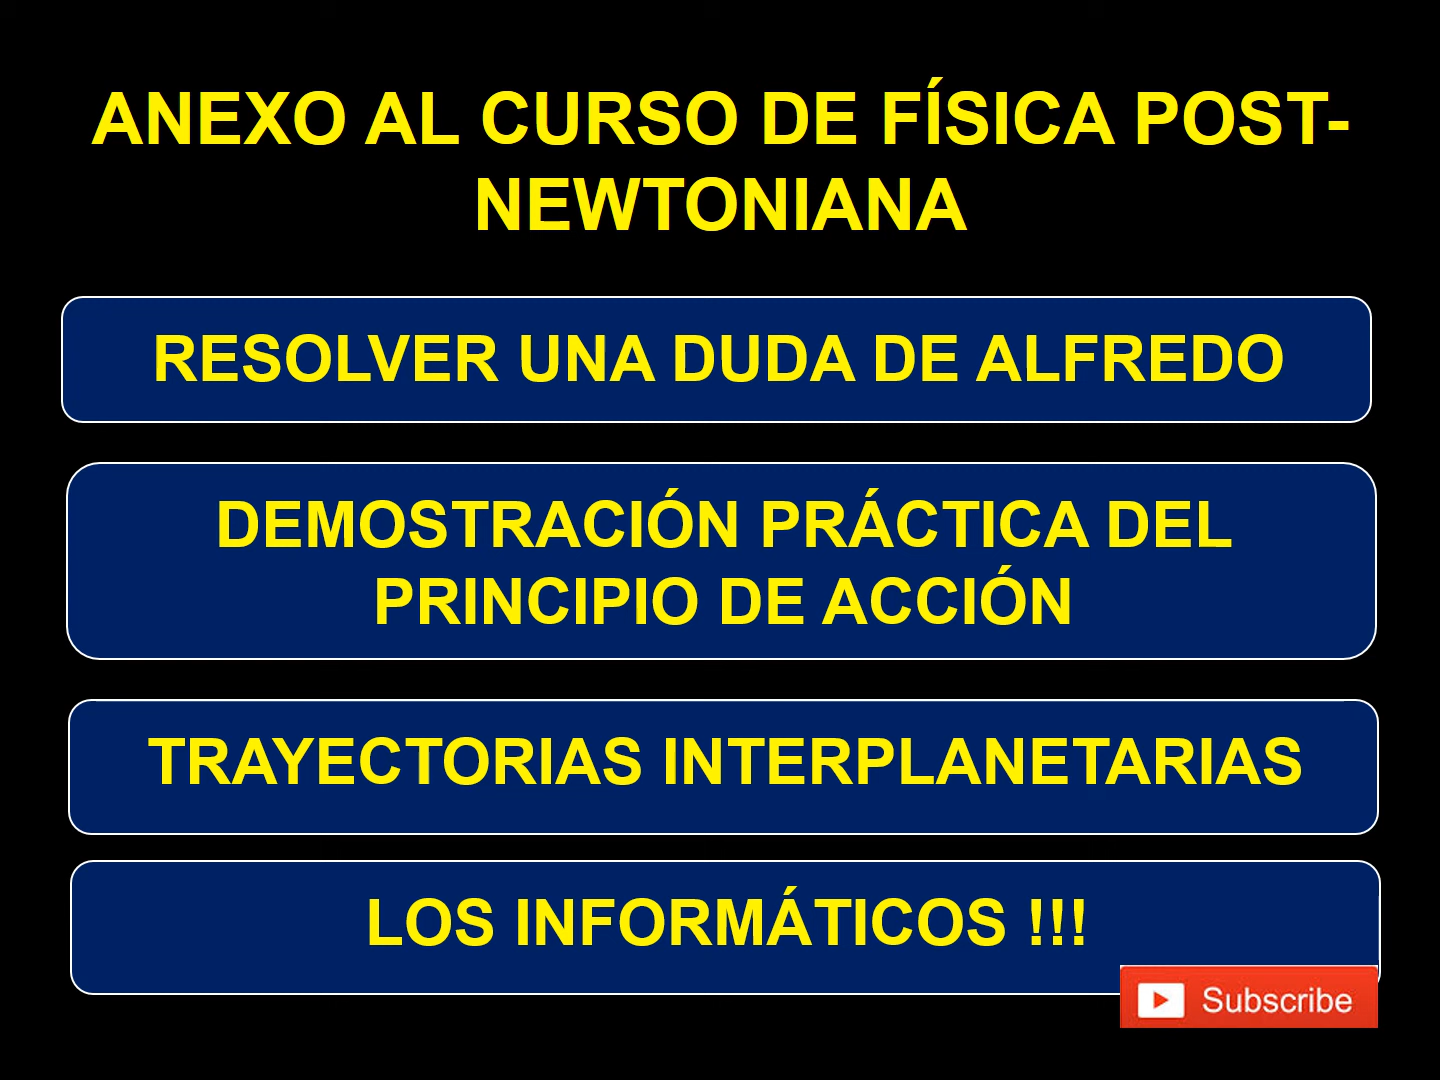 ANEXO AL CURSO DE FÍSICA POST-
NEWTONIANA
RESOLVER UNA DUDA DE ALFREDO
DEMOSTRACIÓN PRÁCTICA DEL
PRINCIPIO DE ACCIÓN
TRAYECTORIAS INTERPLANETARIAS
LOS INFORMÁTICOS !!!
Subscribe